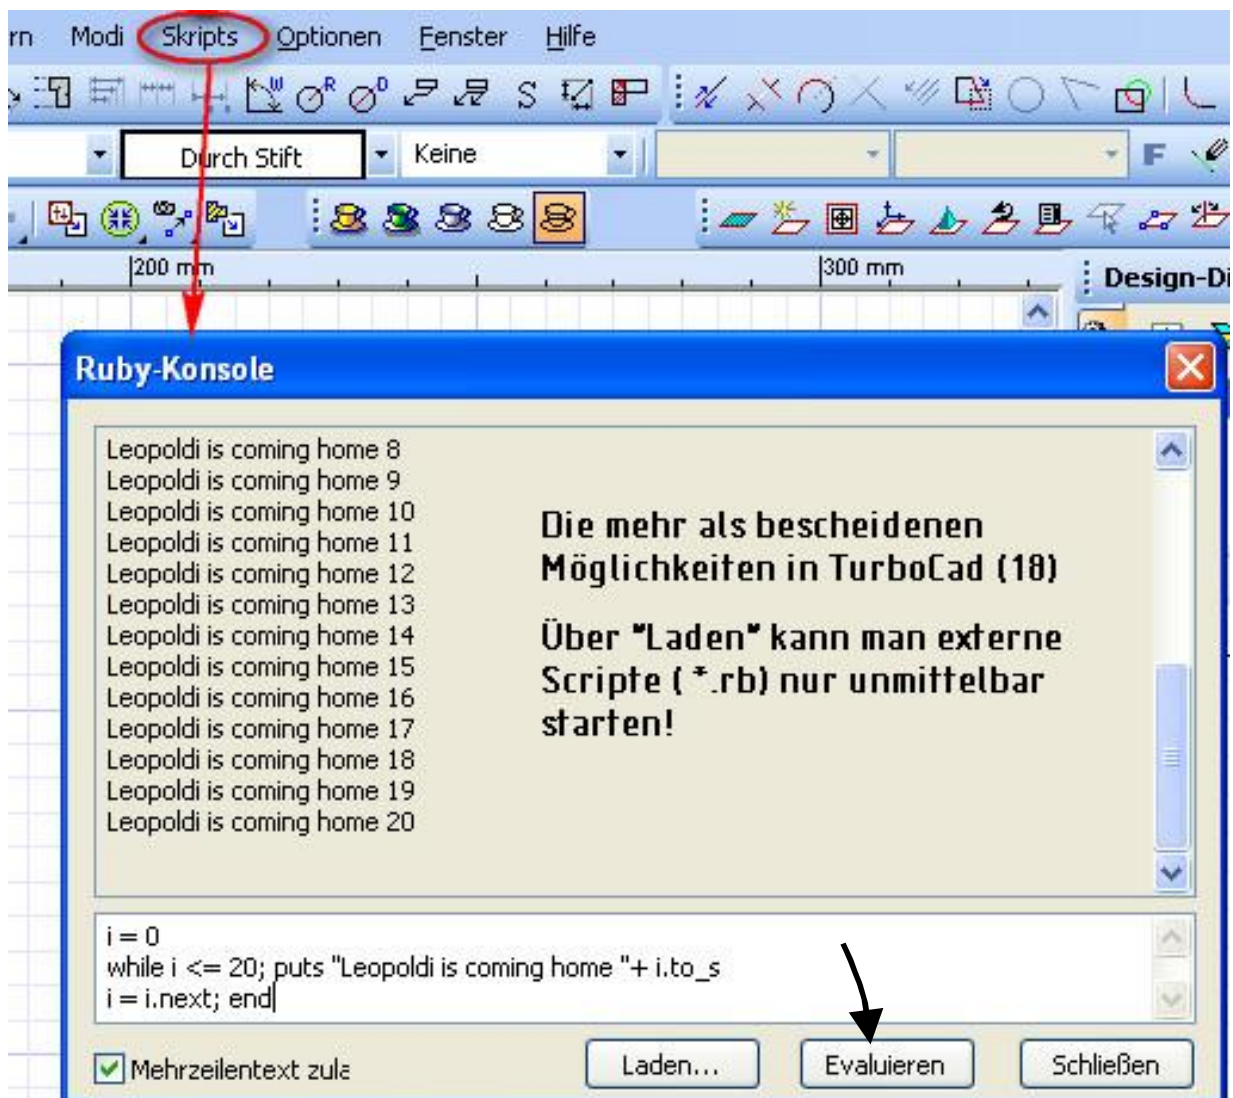 rn Modi Skripts Optionen Fenster Hilfe
W R D S
Durch Stift Keine F
200 mm 300 mm
Design-Di
Ruby-Konsole
Leopoldi is coming home 8
Leopoldi is coming home 9
Leopoldi is coming home 10
Leopoldi is coming home 11
Leopoldi is coming home 12
Leopoldi is coming home 13
Leopoldi is coming home 14
Leopoldi is coming home 15
Leopoldi is coming home 16
Leopoldi is coming home 17
Leopoldi is coming home 18
Leopoldi is coming home 19
Leopoldi is coming home 20
Die mehr als bescheidenen
Möglichkeiten in TurboCad (18)
Über "Laden" kann man externe
Scripte ( *.rb) nur unmittelbar
starten!
i = 0
while i <= 20; puts "Leopoldi is coming home "+ i.to_s
i = i.next; end
Mehrzeilentext zula
Laden... Evaluieren Schließen